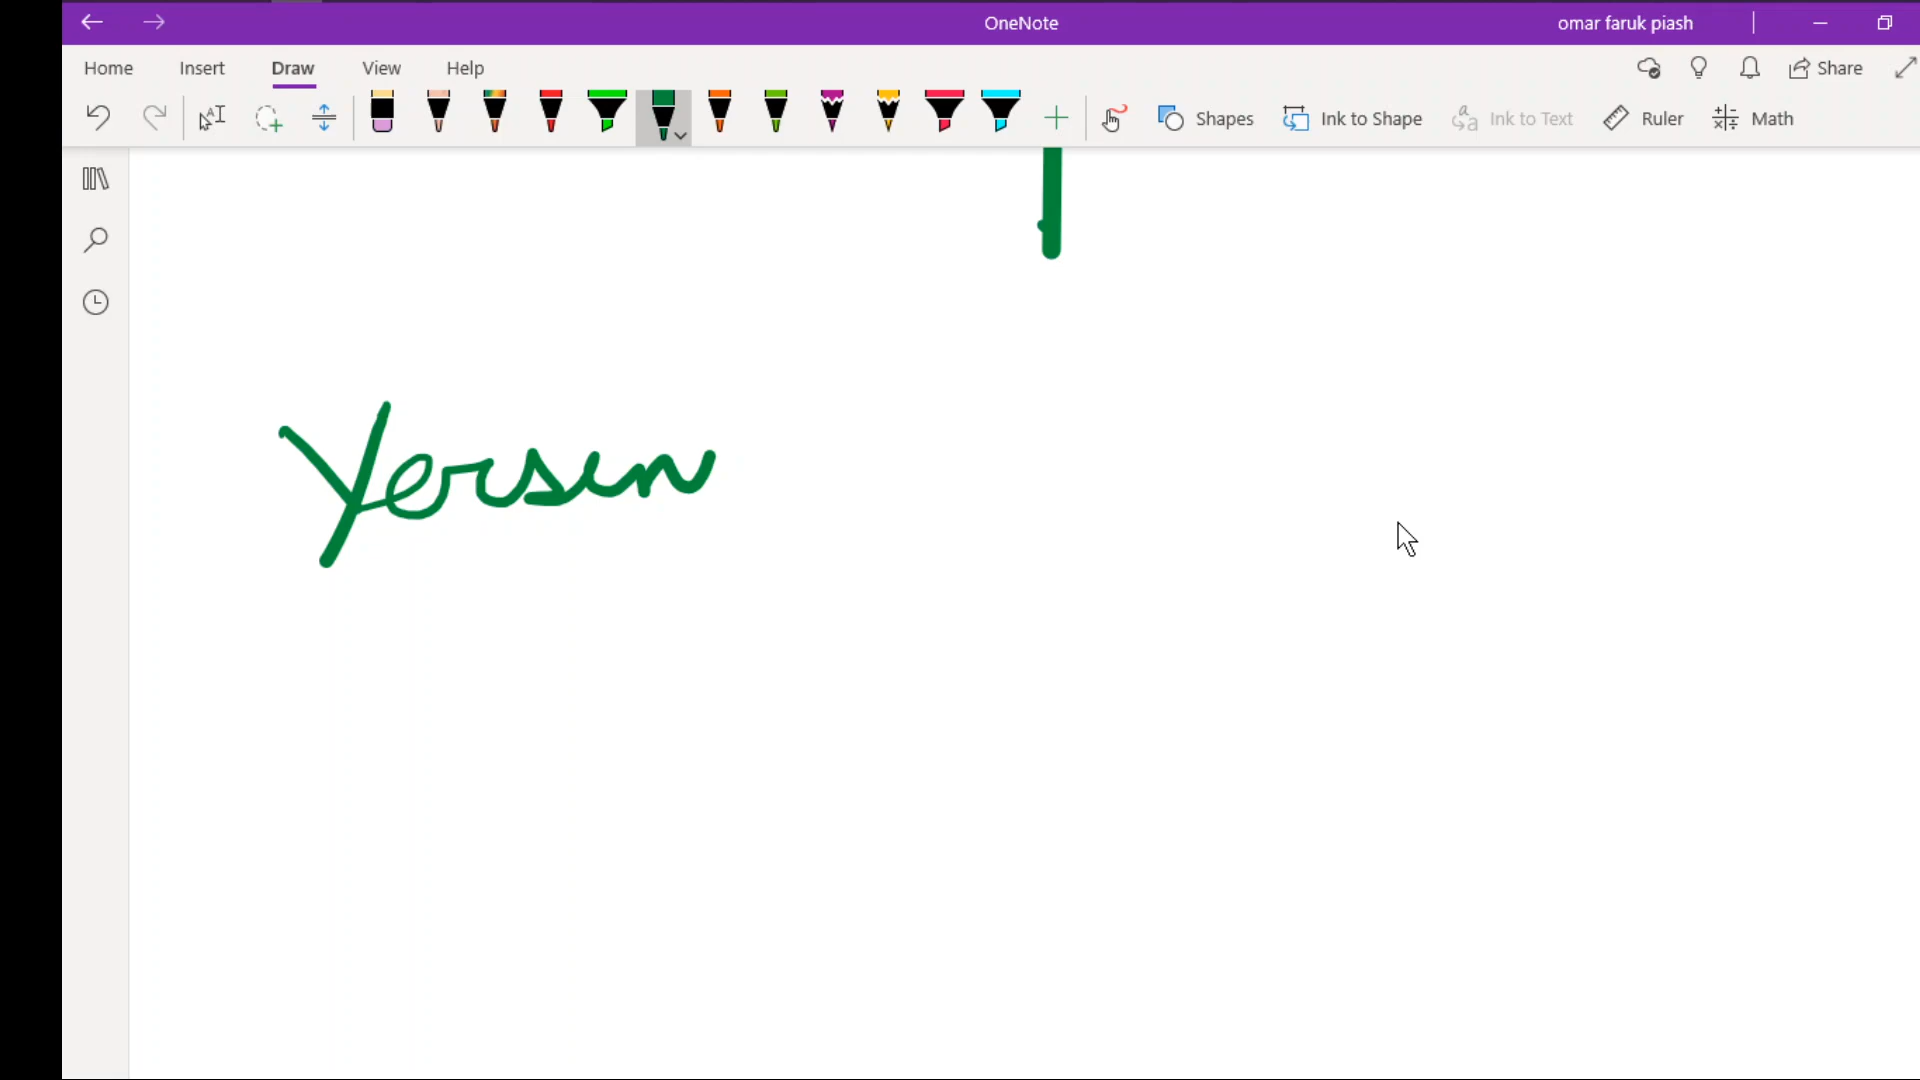 OneNote
omar faruk piash
Home Insert Draw View Help Share
Shapes Ink to Shape Ink to Text Ruler Math
Yersin